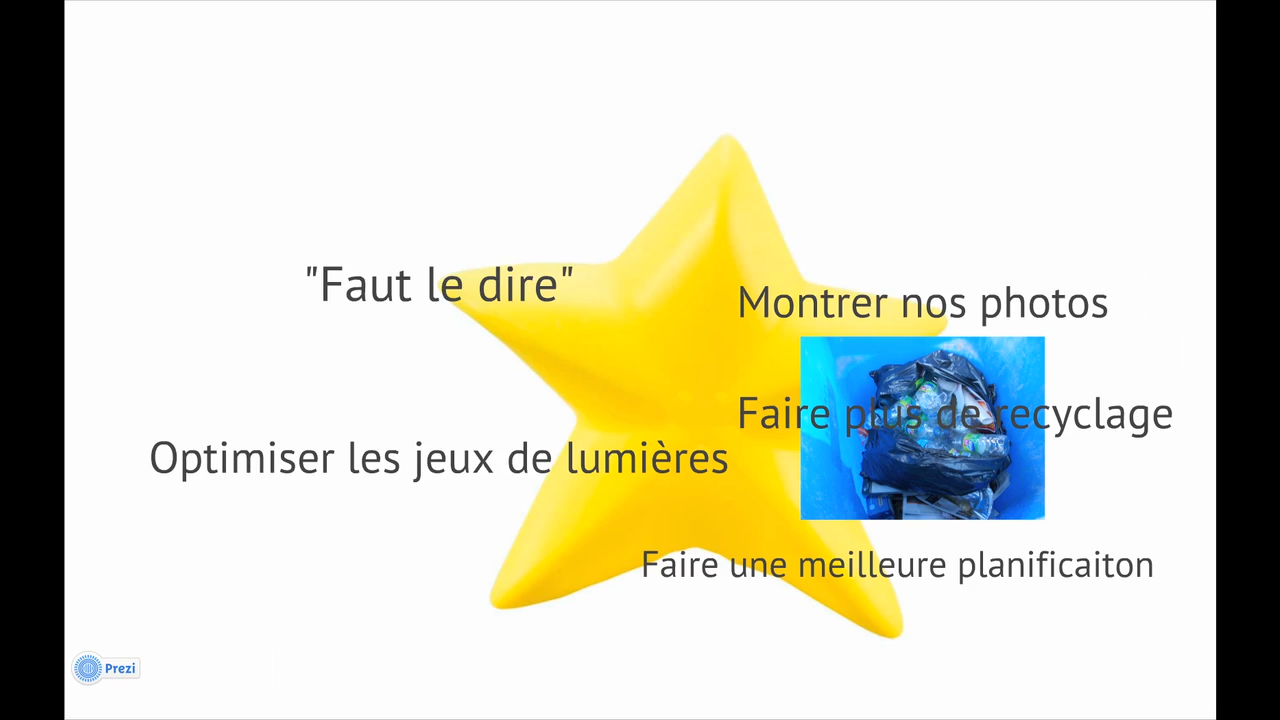 "Faut le dire"
Montrer nos photos
Faire plus de recyclage
Optimiser les jeux de lumières
Faire une meilleure planificaiton
Prezi